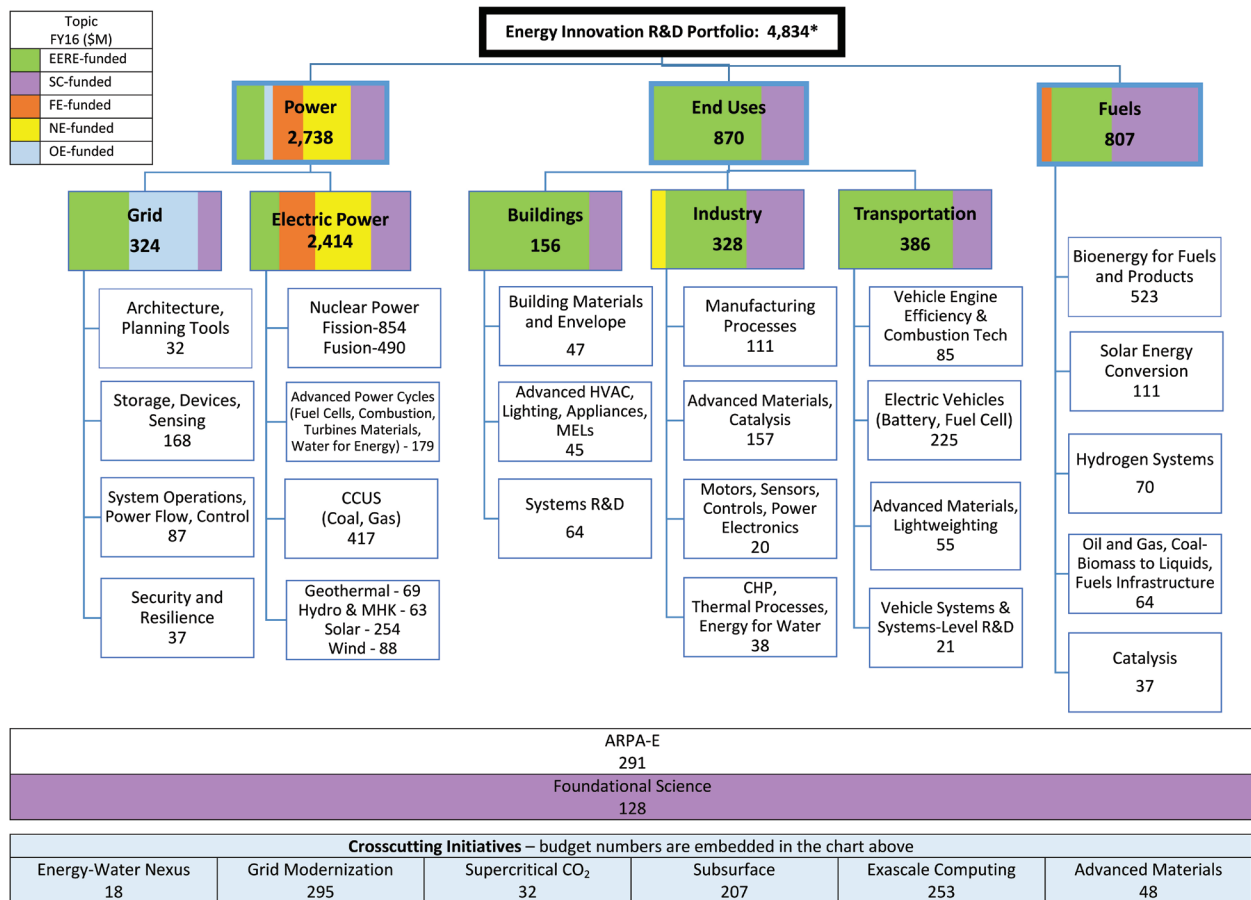 Topic
FY16 ($M)
EERE-funded
SC-funded
FE-funded
NE-funded
OE-funded
Energy Innovation R&D Portfolio: 4,834*
Power
2,738
End Uses
870
Fuels
807
Grid
324
Electric Power
2,414
Buildings
156
Industry
328
Transportation
386
Architecture,
Planning Tools
32
Storage, Devices,
Sensing
168
System Operations,
Power Flow, Control
87
Security and
Resilience
37
Nuclear Power
Fission-854
Fusion-490
Advanced Power Cycles
(Fuel Cells, Combustion,
Turbines Materials,
Water for Energy) - 179
CCUS
(Coal, Gas)
417
Geothermal - 69
Hydro & MHK - 63
Solar - 254
Wind - 88
Building Materials
and Envelope
47
Advanced HVAC,
Lighting, Appliances,
MELs
45
Systems R&D
64
Manufacturing
Processes
111
Advanced Materials,
Catalysis
157
Motors, Sensors,
Controls, Power
Electronics
20
CHP,
Thermal Processes,
Energy for Water
38
Vehicle Engine
Efficiency &
Combustion Tech
85
Electric Vehicles
(Battery, Fuel Cell)
225
Advanced Materials,
Lightweighting
55
Vehicle Systems &
Systems-Level R&D
21
Bioenergy for Fuels
and Products
523
Solar Energy
Conversion
111
Hydrogen Systems
70
Oil and Gas, Coal-
Biomass to Liquids,
Fuels Infrastructure
64
Catalysis
37
ARPA-E
291
Foundational Science
128
Crosscutting Initiatives – budget numbers are embedded in the chart above
Energy-Water Nexus
18
Grid Modernization
295
Supercritical CO₂
32
Subsurface
207
Exascale Computing
253
Advanced Materials
48